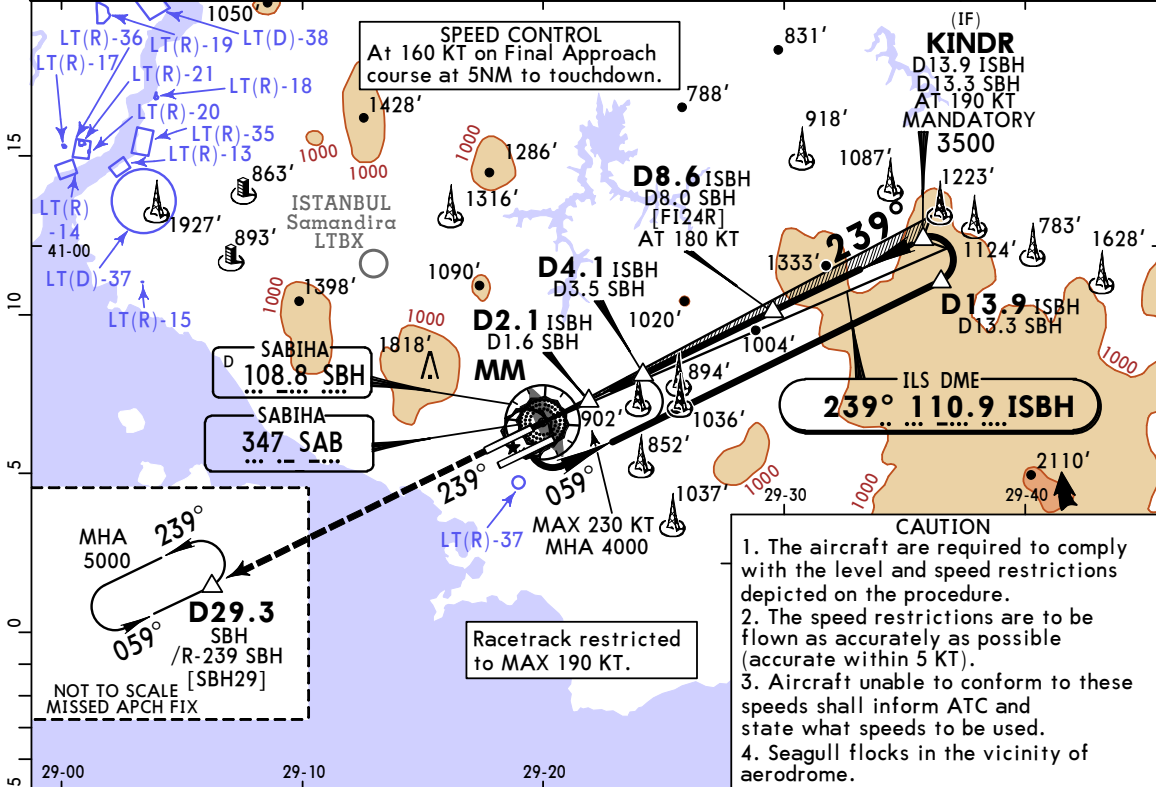 1050'
LT(R)-36
LT(R)-19
LT(D)-38
LT(R)-17
LT(R)-21
LT(R)-18
LT(R)-20
LT(R)-35
LT(R)-13
LT(R)
-14
LT(D)-37
LT(R)-15
SPEED CONTROL
At 160 KT on Final Approach
course at 5NM to touchdown.
831'
788'
918'
1087'
1223'
1124'
783'
1628'
(IF)
KINDR
D13.9 ISBH
D13.3 SBH
AT 190 KT
MANDATORY
3500
1428'
1000
1000
1000
1286'
1316'
863'
1927'
893'
ISTANBUL
Samandira
LTBX
41-00
15
10
5
0
5
1000
1398'
1090'
1000
1818'
D8.6 ISBH
D8.0 SBH
[FI24R]
AT 180 KT
239°
1333'
D4.1 ISBH
D3.5 SBH
1020'
1004'
D2.1 ISBH
D1.6 SBH
MM
D13.9 ISBH
D13.3 SBH
1000
SABIHA
D 108.8 SBH
SABIHA
347 SAB
894'
902'
1036'
852'
1037'
ILS DME
239° 110.9 ISBH
239°
059°
LT(R)-37
MAX 230 KT
MHA 4000
1000
29-30
1000
2110'
29-40
MHA
5000
239°
059°
D29.3
SBH
/R-239 SBH
[SBH29]
NOT TO SCALE
MISSED APCH FIX
Racetrack restricted
to MAX 190 KT.
CAUTION
1. The aircraft are required to comply
with the level and speed restrictions
depicted on the procedure.
2. The speed restrictions are to be
flown as accurately as possible
(accurate within 5 KT).
3. Aircraft unable to conform to these
speeds shall inform ATC and
state what speeds to be used.
4. Seagull flocks in the vicinity of
aerodrome.
29-00
29-10
29-20